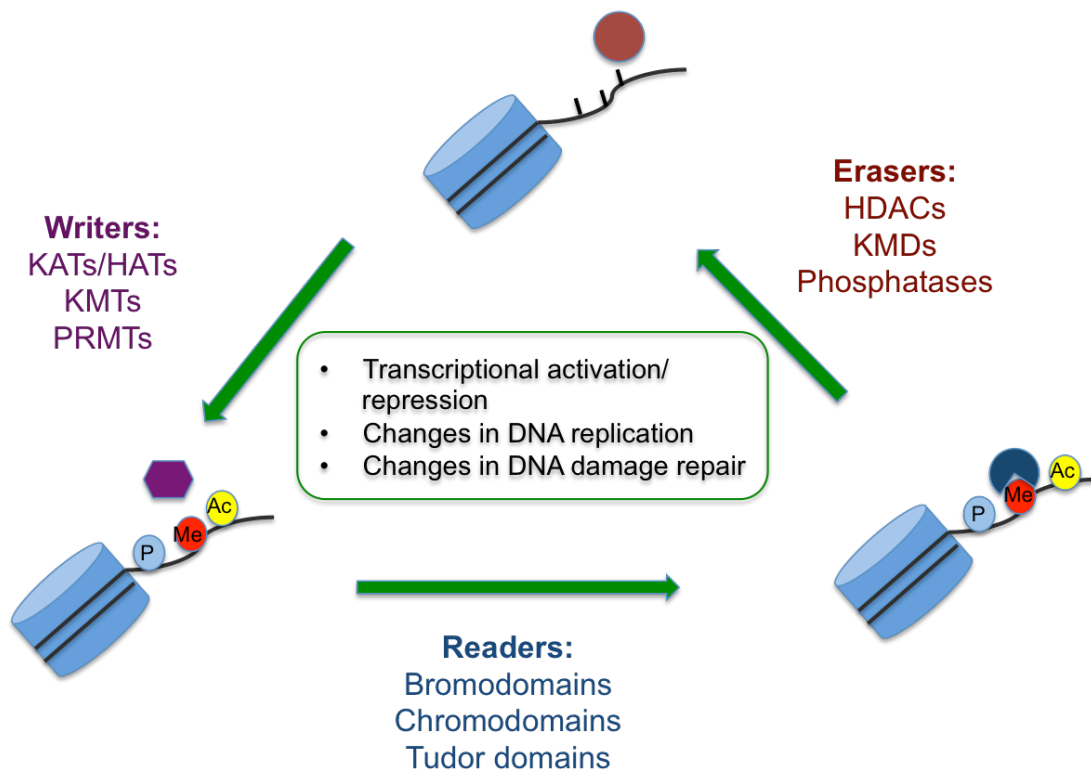 Writers:
KATs/HATs
KMTs
PRMTs
Erasers:
HDACs
KMDs
Phosphatases
• Transcriptional activation/
repression
• Changes in DNA replication
• Changes in DNA damage repair
P
Me
Ac
P
Me
Ac
Readers:
Bromodomains
Chromodomains
Tudor domains